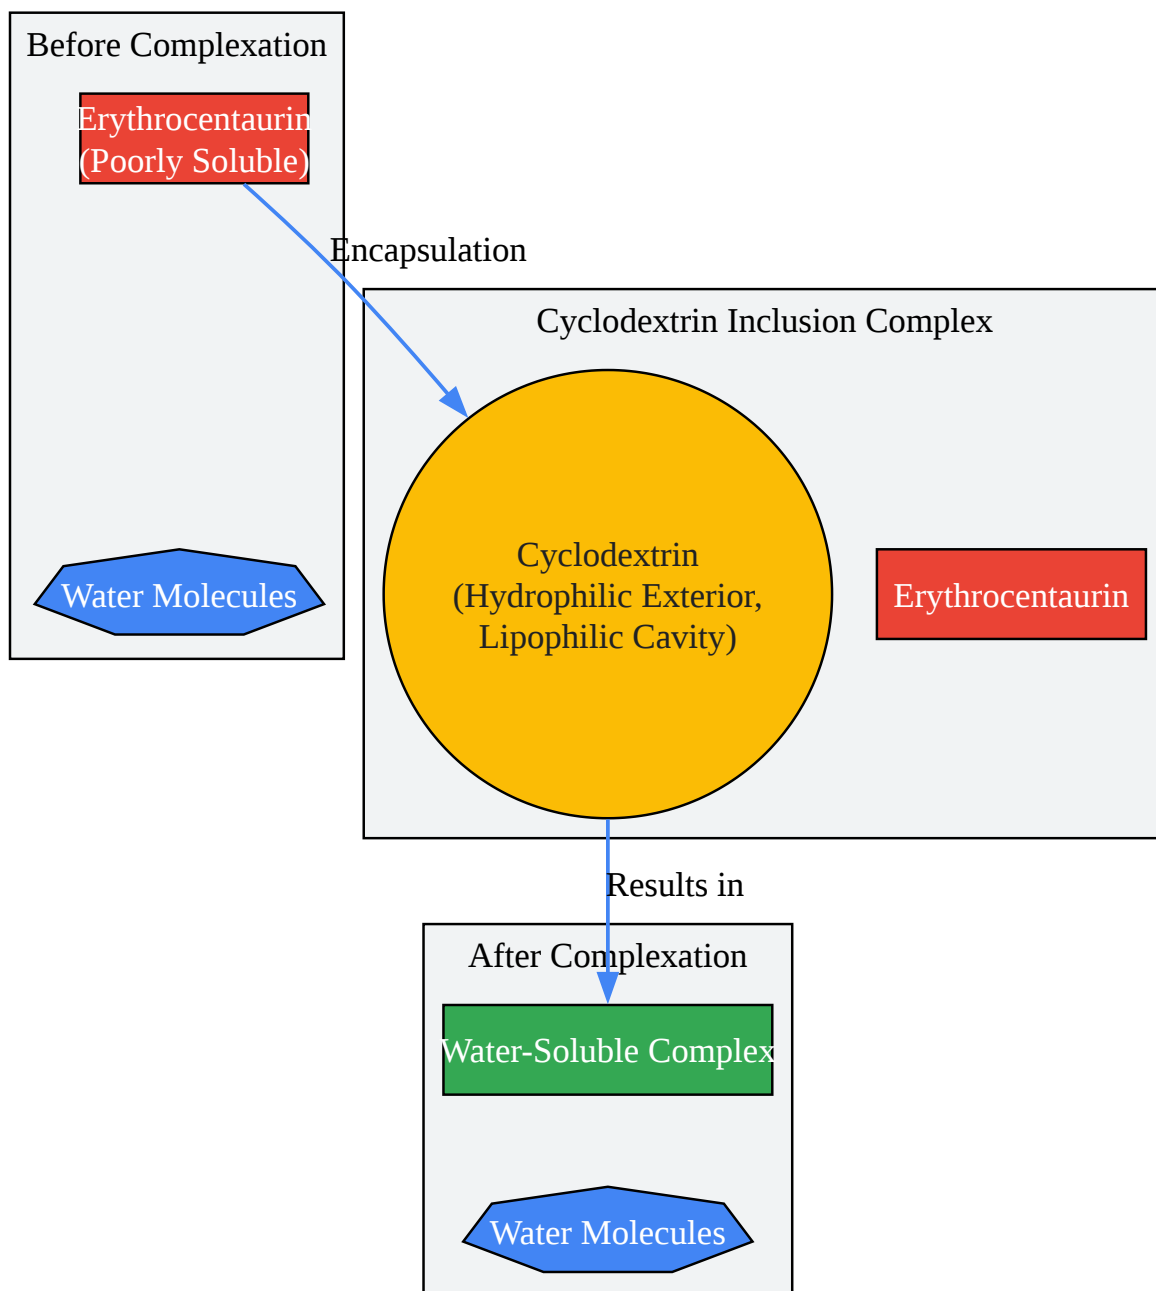 Before Complexation
Erythrocentaurin
(Poorly Soluble)
Encapsulation
Cyclodextrin Inclusion Complex
Cyclodextrin
(Hydrophilic Exterior,
Lipophilic Cavity)
Erythrocentaurin
Water Molecules
Results in
After Complexation
Water-Soluble Complex
Water Molecules